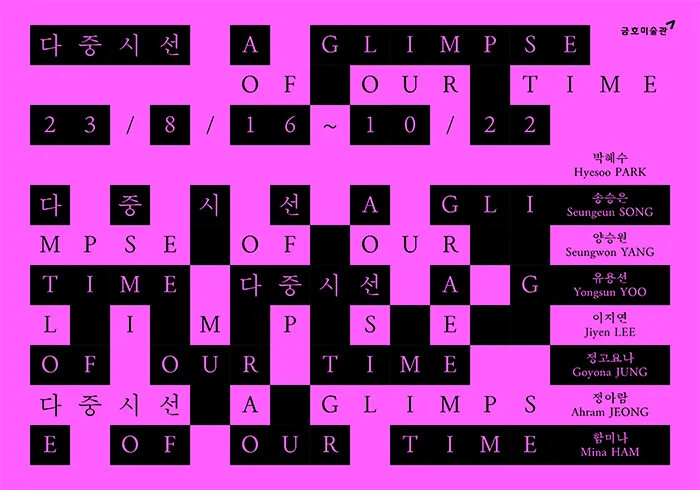 다중시선 A GLIMPSE
금호미술관
OF OUR TIME
23/8/16~10/22
박혜수
Hyesoo PARK
다중시선 A GLI
송승은
Seungeun SONG
MPSE OF OUR
양승원
Seungwon YANG
TIME 다중시선 A G
유용선
Yongsun YOO
LIMPSE
이지연
Jiyen LEE
OF OUR TIME
정고요나
Goyona JUNG
다중시선 A GLIMPS
정아람
Ahram JEONG
E OF OUR TIME
함미나
Mina HAM